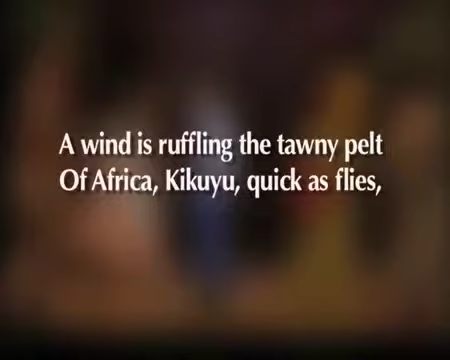 A wind is ruffling the tawny pelt
Of Africa, Kikuyu, quick as flies,